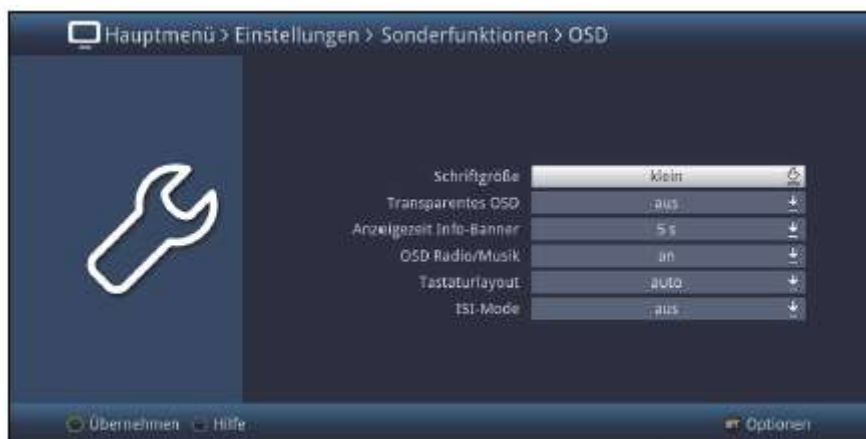 Hauptmenü > Einstellungen > Sonderfunktionen > OSD
Schriftgröße klein
Transparentes OSD aus
Anzeigezeit Info-Banner 5 s
OSD Radio/Musik an
Tastaturlayout auto
ISI-Mode aus
Übernehmen Hilfe Optionen